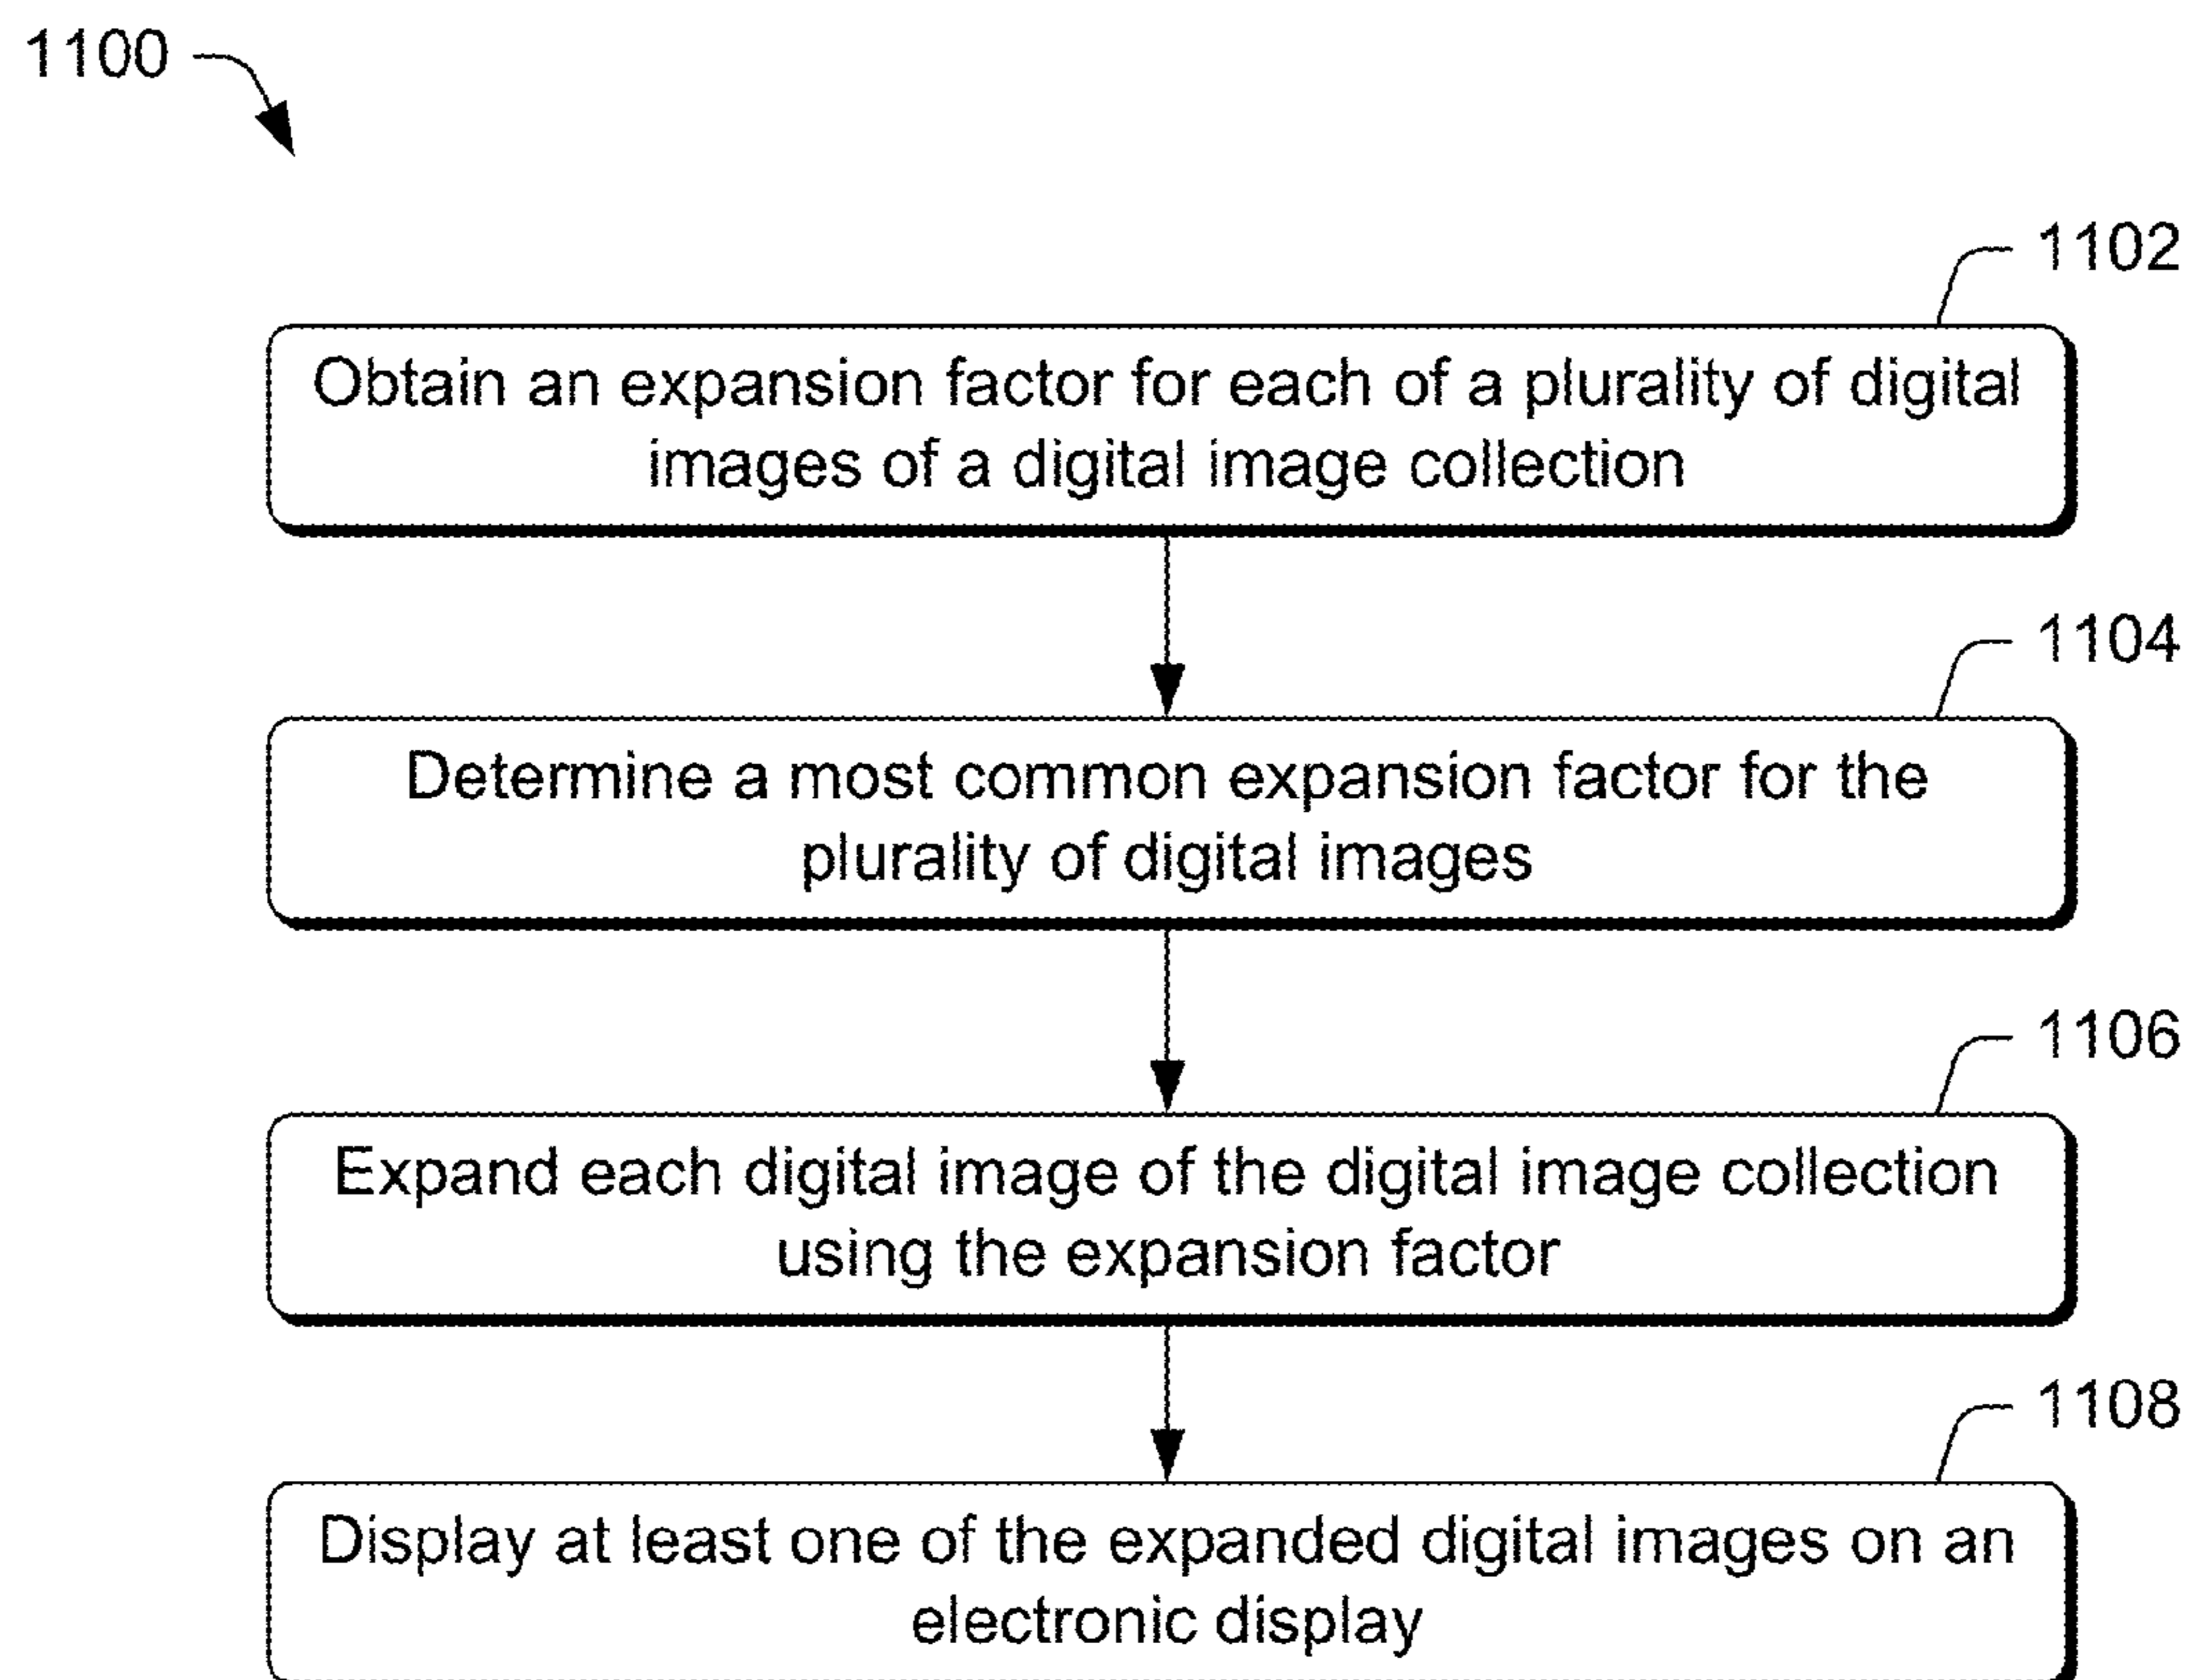 1100
1102
Obtain an expansion factor for each of a plurality of digital
images of a digital image collection
1104
Determine a most common expansion factor for the
plurality of digital images
1106
Expand each digital image of the digital image collection
using the expansion factor
1108
Display at least one of the expanded digital images on an
electronic display